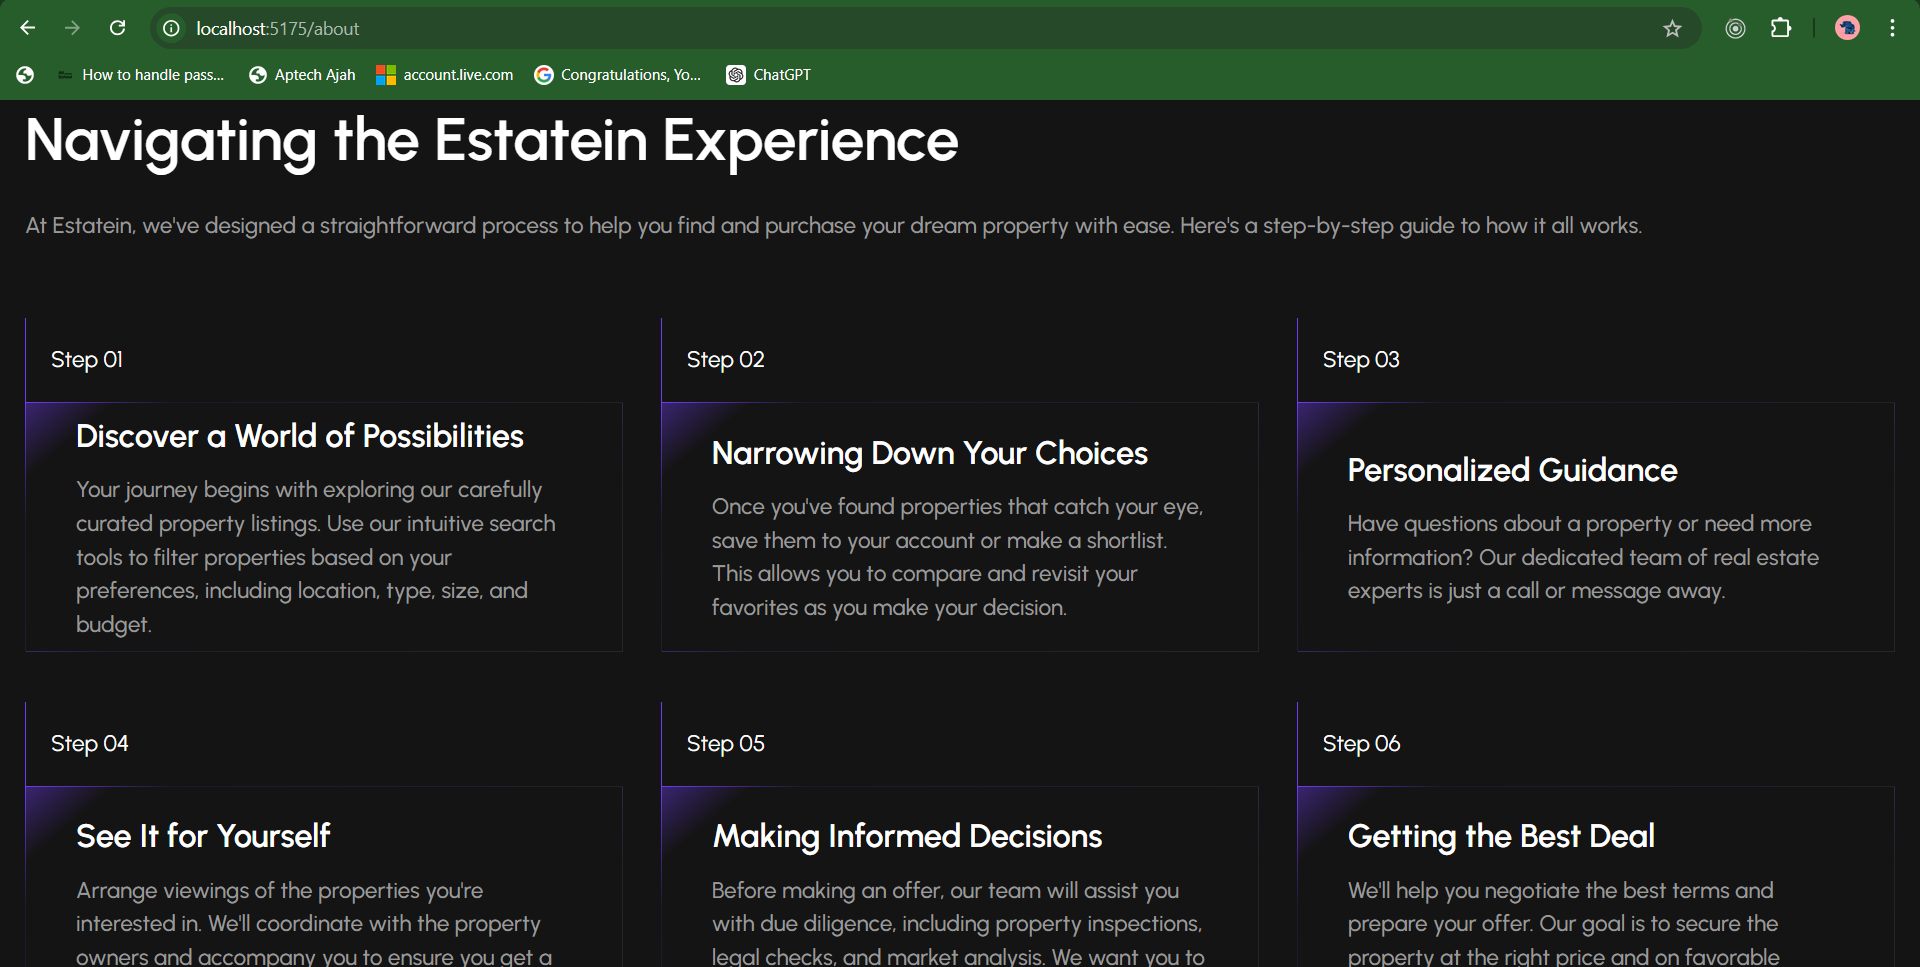 localhost:5175/about
How to handle pass...
Aptech Ajah
account.live.com
Congratulations, Yo...
ChatGPT
Navigating the Estatein Experience
At Estatein, we've designed a straightforward process to help you find and purchase your dream property with ease. Here's a step-by-step guide to how it all works.
Step 01
Discover a World of Possibilities
Your journey begins with exploring our carefully
curated property listings. Use our intuitive search
tools to filter properties based on your
preferences, including location, type, size, and
budget.
Step 02
Narrowing Down Your Choices
Once you've found properties that catch your eye,
save them to your account or make a shortlist.
This allows you to compare and revisit your
favorites as you make your decision.
Step 03
Personalized Guidance
Have questions about a property or need more
information? Our dedicated team of real estate
experts is just a call or message away.
Step 04
See It for Yourself
Arrange viewings of the properties you're
interested in. We'll coordinate with the property
owners and accompany you to ensure you get a
Step 05
Making Informed Decisions
Before making an offer, our team will assist you
with due diligence, including property inspections,
legal checks, and market analysis. We want you to
Step 06
Getting the Best Deal
We'll help you negotiate the best terms and
prepare your offer. Our goal is to secure the
property at the right price and on favorable